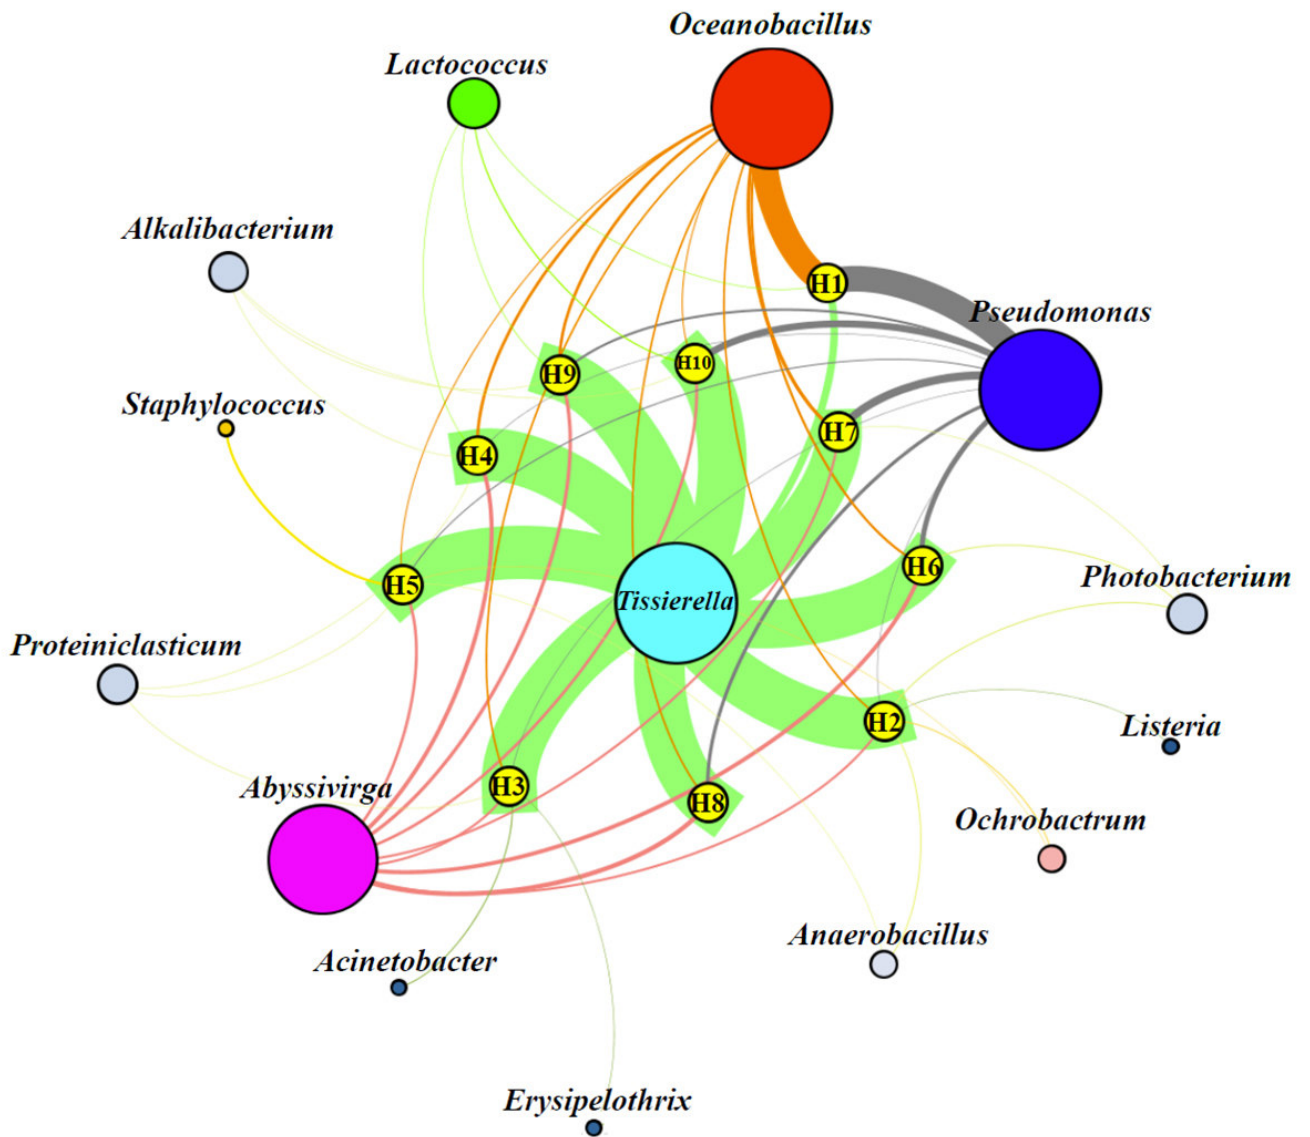 Oceanobacillus
Lactococcus
Alkalibacterium
H1
Pseudomonas
H10
H9
Staphylococcus
H7
H4
H6
Photobacterium
H5
Tissierella
Proteiniclasticum
H2
Listeria
Abyssivirga
H3
H8
Ochrobactrum
Anaerobacillus
Acinetobacter
Erysipelothrix